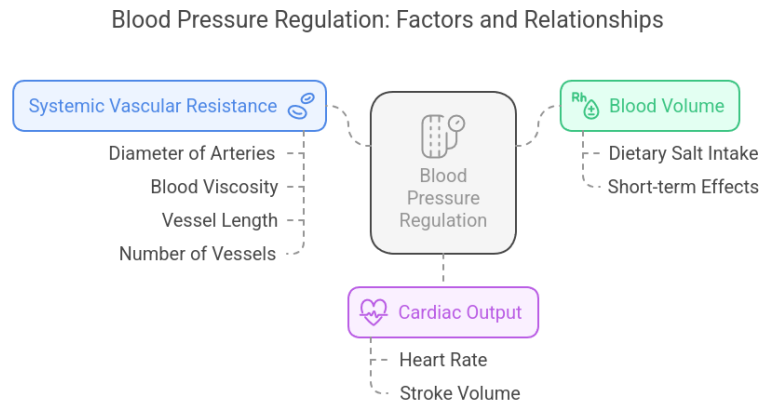 Blood Pressure Regulation: Factors and Relationships
Systemic Vascular Resistance
Diameter of Arteries
Blood Viscosity
Vessel Length
Number of Vessels
Blood
Pressure
Regulation
Rh
Blood Volume
Dietary Salt Intake
Short-term Effects
Cardiac Output
Heart Rate
Stroke Volume